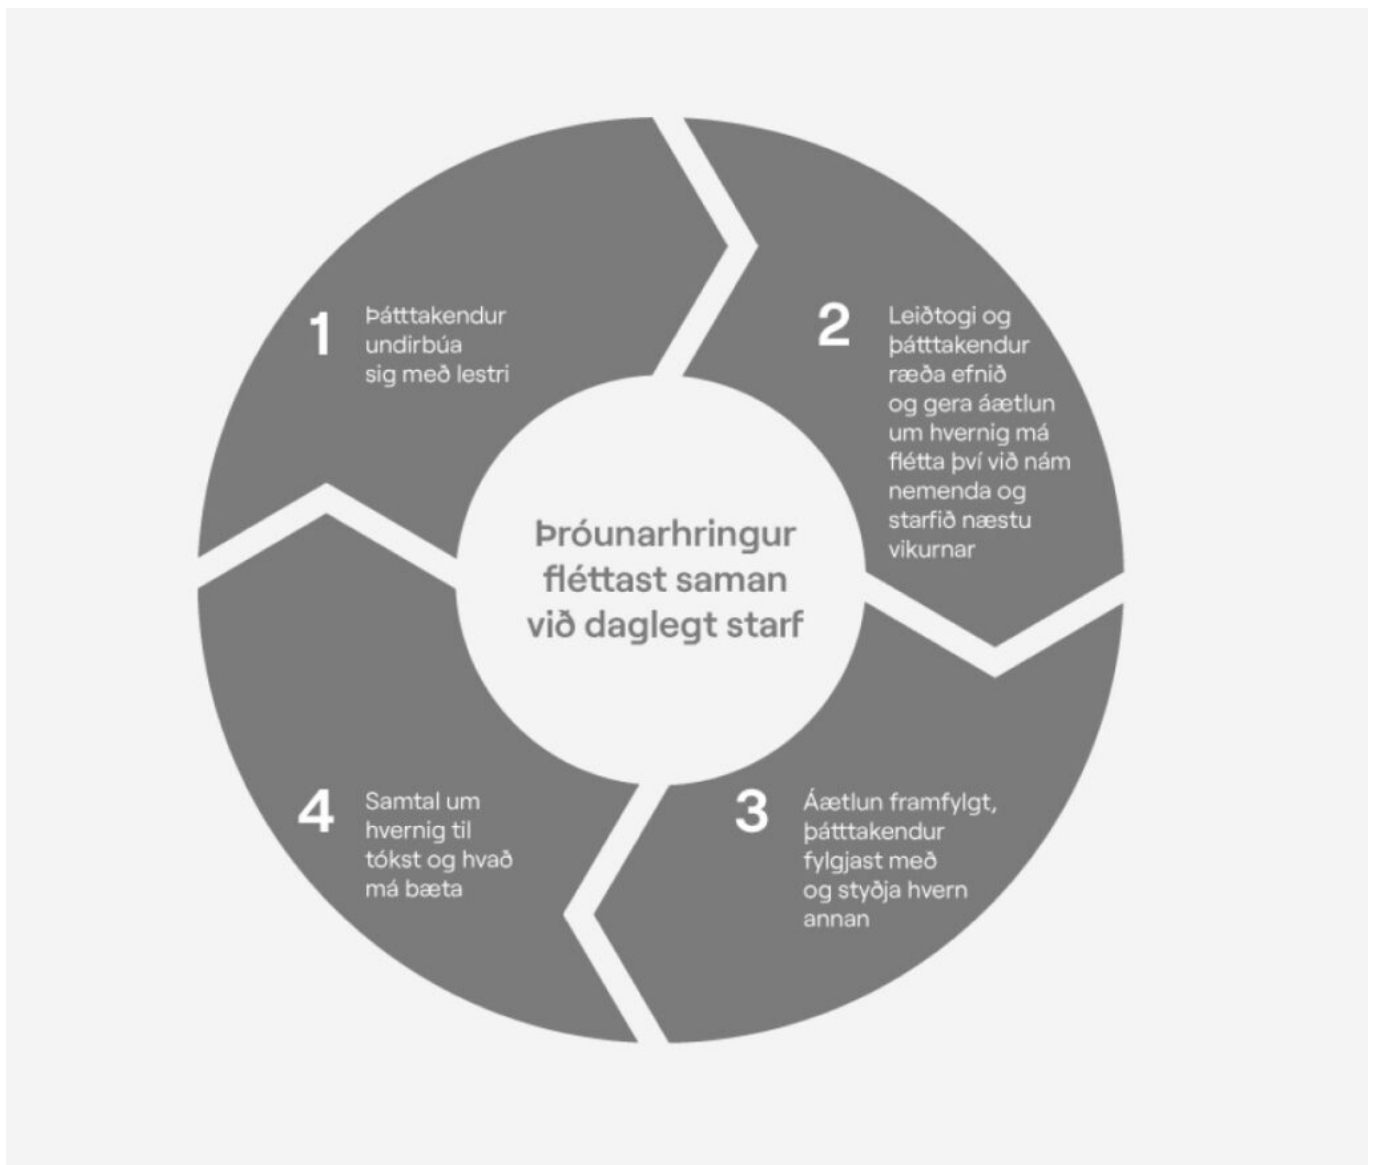 1
Þátttakendur
undirbúa
sig með lestri
2
Leiðtogi og
þátttakendur
ræða efnið
og gera áætlun
um hvernig má
flétta því við nám
nemenda og
starfið næstu
vikurnar
3
Áætlun framfylgt,
þátttakendur
fylgjast með
og styðja hvern
annan
4
Samtal um
hvernig til
tókst og hvað
má bæta
Þróunarhringur
fléttast saman
við daglegt starf